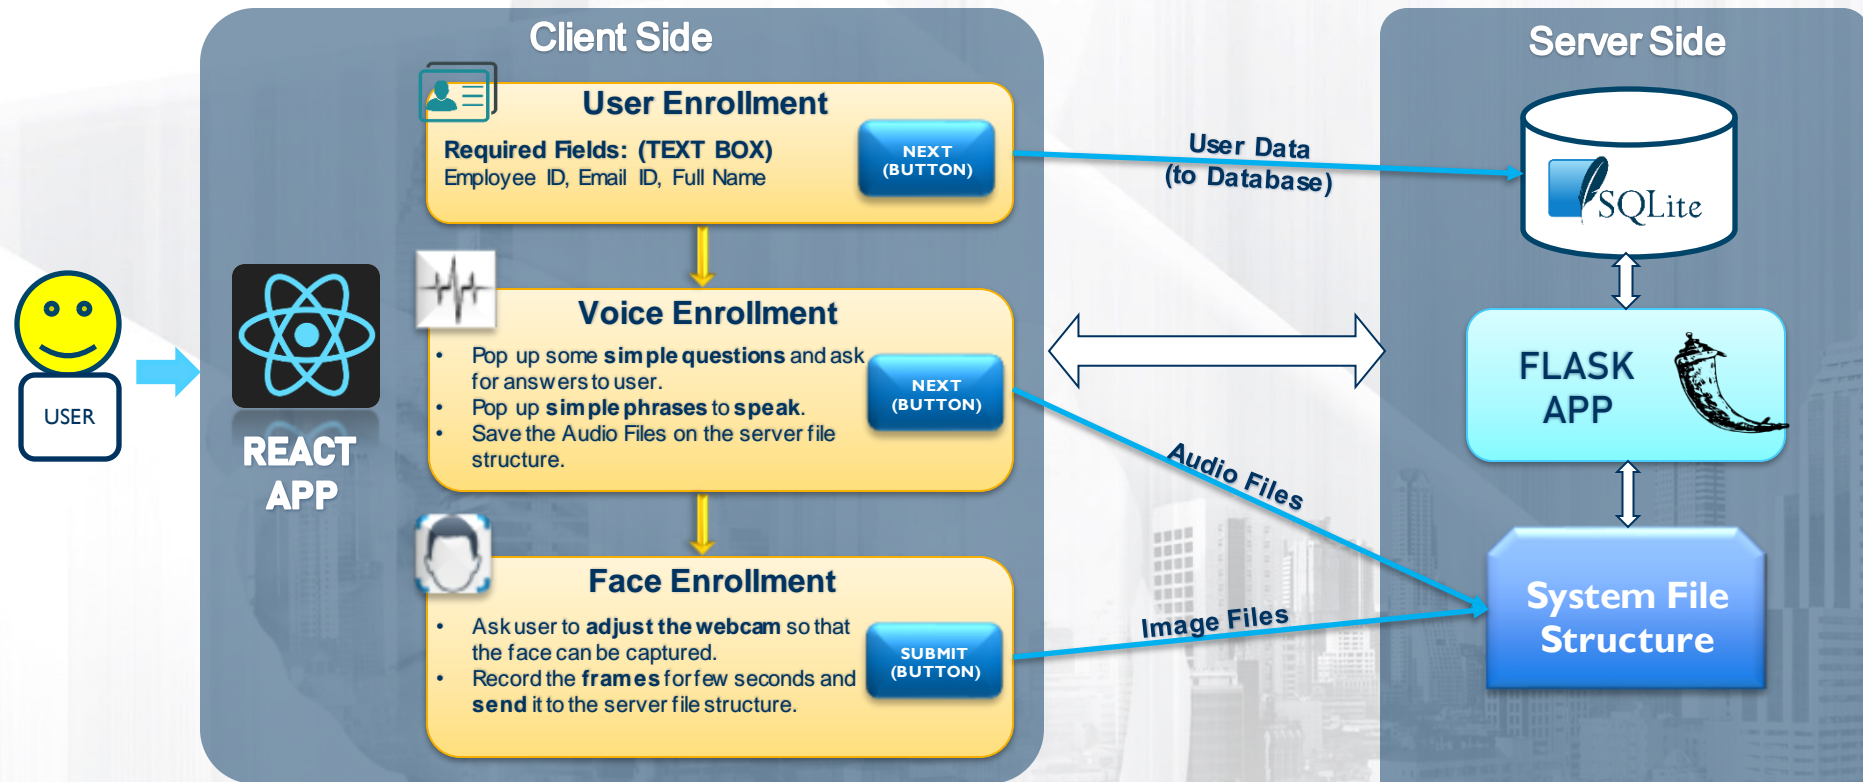 Client Side
Server Side
User Enrollment
Required Fields: (TEXT BOX)
Employee ID, Email ID, Full Name
NEXT
(BUTTON)
User Data
(to Database)
SQLite
USER
REACT
APP
Voice Enrollment
• Pop up some simple questions and ask
for answers to user.
• Pop up simple phrases to speak.
• Save the Audio Files on the server file
structure.
NEXT
(BUTTON)
FLASK
APP
Audio Files
Face Enrollment
• Ask user to adjust the webcam so that
the face can be captured.
• Record the frames for few seconds and
send it to the server file structure.
SUBMIT
(BUTTON)
Image Files
System File
Structure